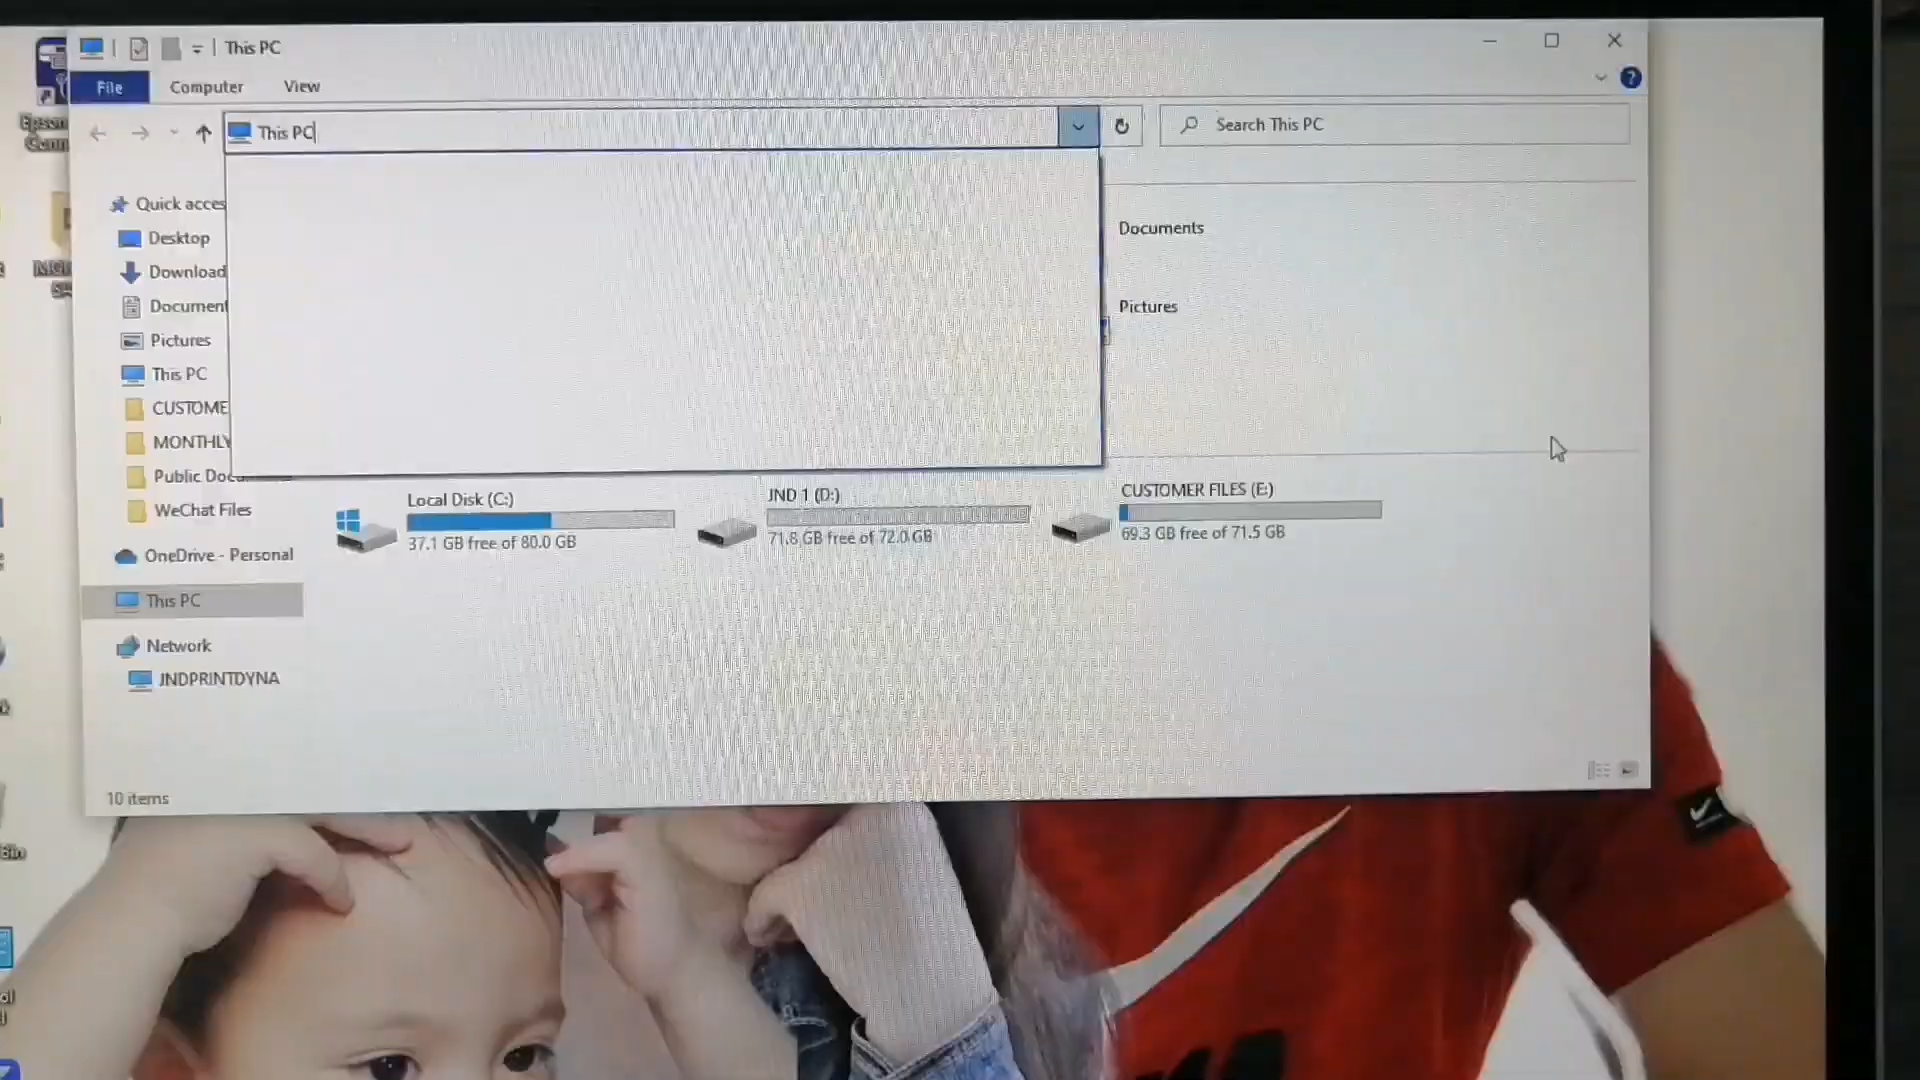 This PC
File Computer View
This PC
Search This PC
Quick acces
Desktop
Download
Document
Pictures
This PC
CUSTOME
MONTHLY
Public Doc
WeChat Files
OneDrive - Personal
This PC
Network
JNDPRINTDYNA
Documents
Pictures
Local Disk (C:)
37.1 GB free of 80.0 GB
JND 1 (D:)
71.8 GB free of 72.0 GB
CUSTOMER FILES (E:)
69.3 GB free of 71.5 GB
10 items
Epson
Bin